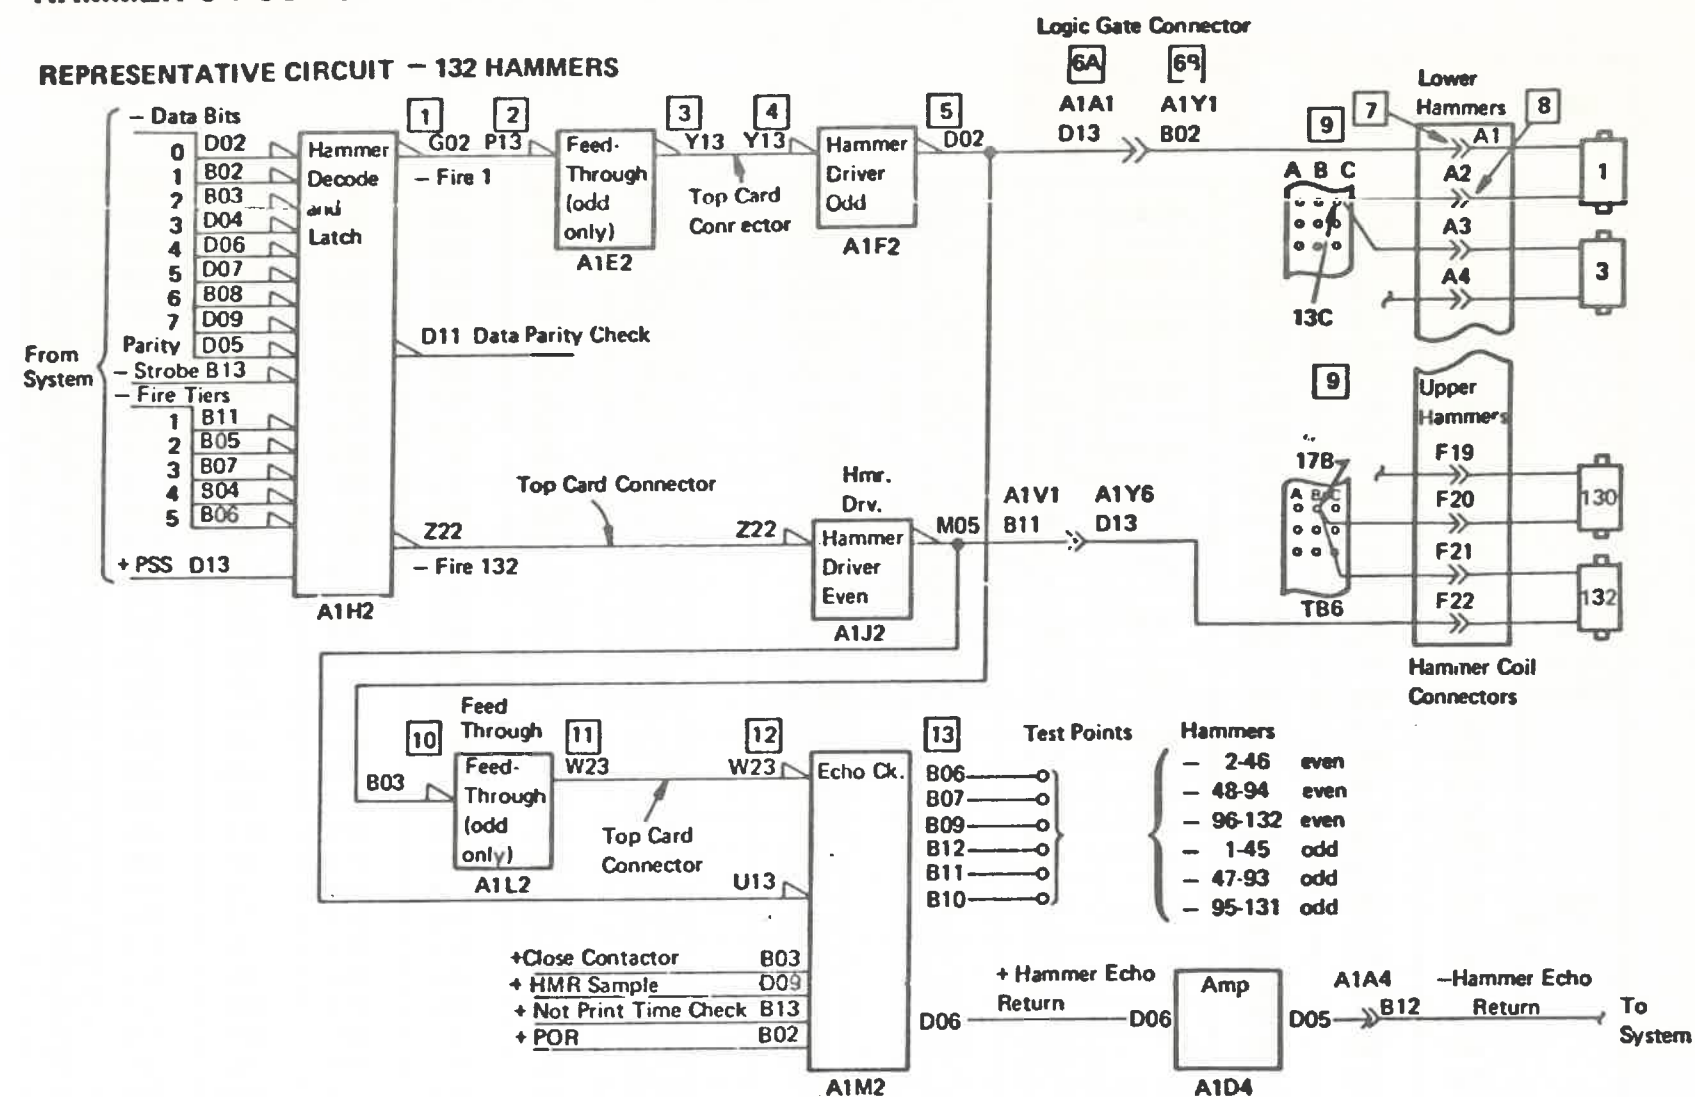 REPRESENTATIVE CIRCUIT – 132 HAMMERS
Logic Gate Connector
6A
A1A1
D13
A1Y1
B02
From System
– Data Bits
0 D02
1 B02
2 B03
3 D04
4 D06
5 D07
6 B08
7 D09
Parity D05
– Strobe B13
– Fire Tiers
1 B11
2 B05
3 B07
4 B04
5 B06
+ PSS D13
Hammer
Decode
and
Latch
A1H2
1
G02
– Fire 1
2
P13
Feed-
Through
(odd
only)
A1E2
3
Y13
Top Card
Connector
4
Y13
Hammer
Driver
Odd
A1F2
5
D02
D11 Data Parity Check
Z22
– Fire 132
Top Card Connector
Z22
Hmr.
Drv.
Hammer
Driver
Even
A1J2
M05
A1V1
B11
A1Y6
D13
9
A B C
13C
7
8
Lower
Hammers
A1
A2
A3
A4
1
3
9
17B
A B C
TB6
Upper
Hammers
F19
F20
F21
F22
130
132
Hammer Coil
Connectors
10
B03
Feed
Through
Feed-
Through
(odd
only)
A1L2
11
W23
Top Card
Connector
12
W23
U13
Echo Ck.
A1M2
+Close Contactor B03
+ HMR Sample D09
+ Not Print Time Check B13
+ POR B02
13
Test Points
B06
B07
B09
B12
B11
B10
Hammers
– 2-46 even
– 48-94 even
– 96-132 even
– 1-45 odd
– 47-93 odd
– 95-131 odd
D06
+ Hammer Echo
Return
D06
Amp
A1D4
D05
A1A4
B12
–Hammer Echo
Return
To
System